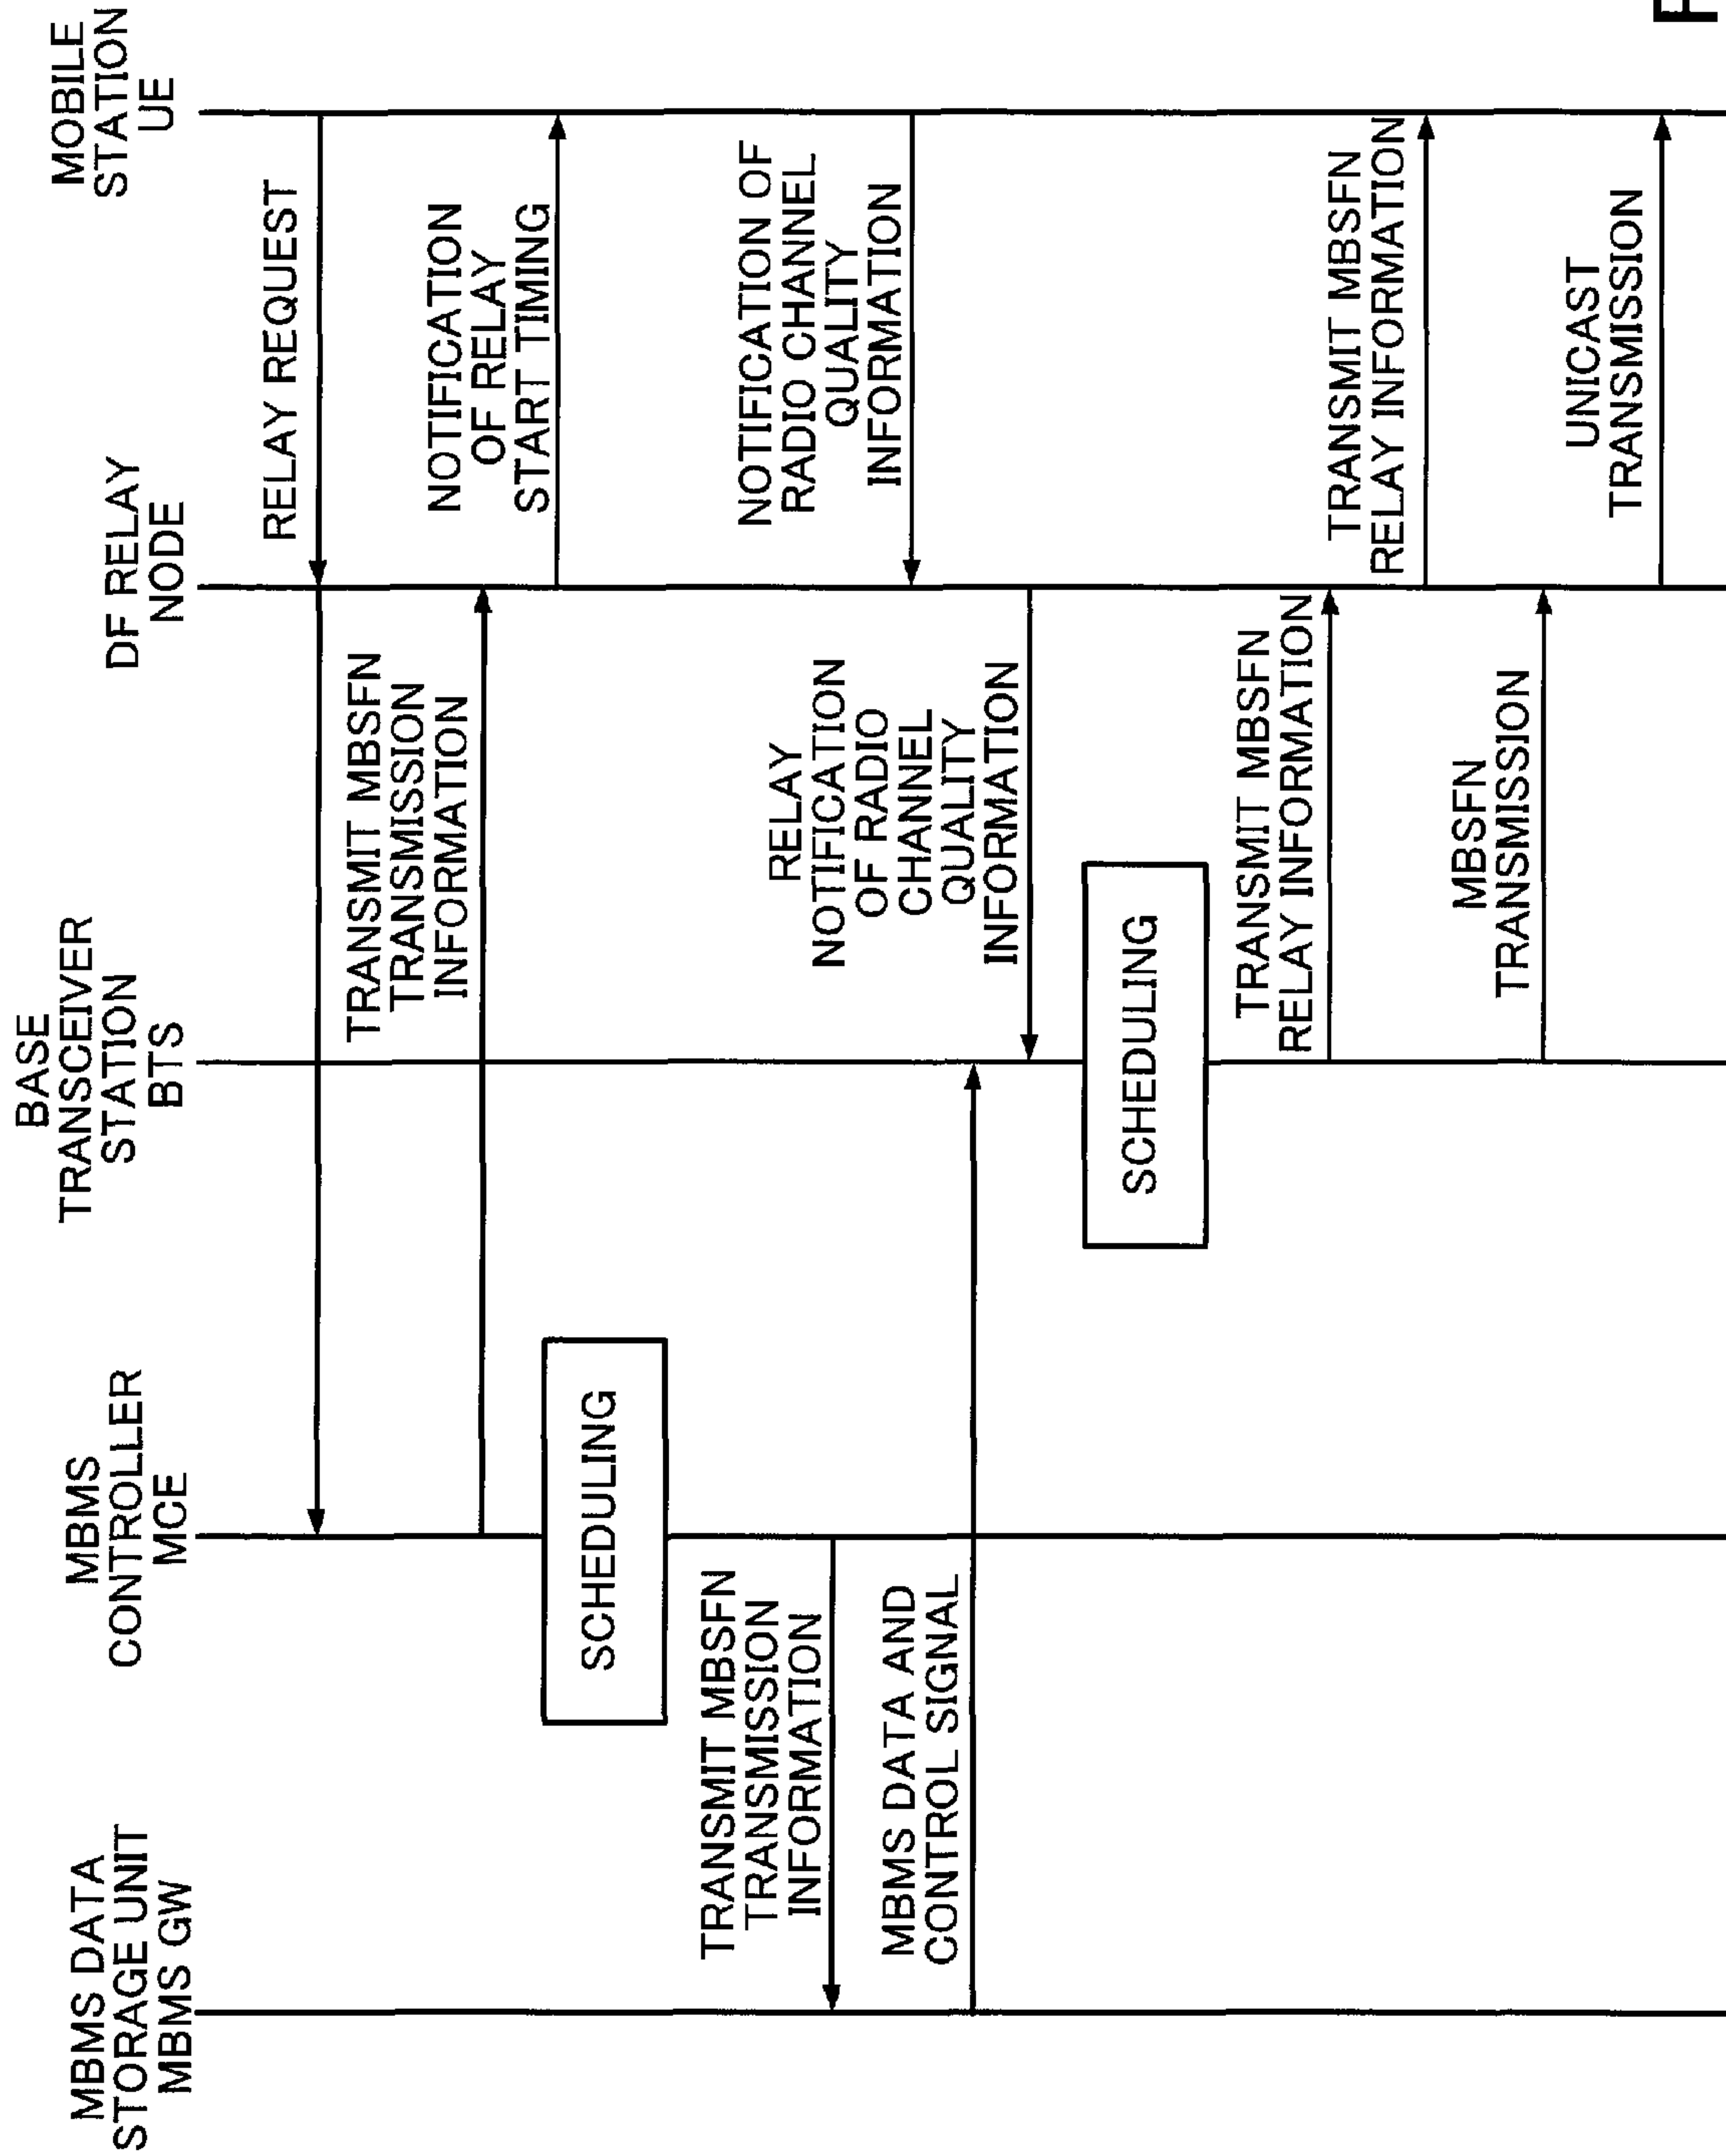 MBMS DATA
STORAGE UNIT
MBMS GW
MBMS
CONTROLLER
MCE
BASE
TRANSCEIVER
STATION
BTS
DF RELAY
NODE
MOBILE
STATION
UE
RELAY REQUEST
TRANSMIT MBSFN
TRANSMISSION
INFORMATION
NOTIFICATION
OF RELAY
START TIMING
SCHEDULING
TRANSMIT MBSFN
TRANSMISSION
INFORMATION
NOTIFICATION OF
RADIO CHANNEL
QUALITY
INFORMATION
MBMS DATA AND
CONTROL SIGNAL
RELAY
NOTIFICATION
OF RADIO
CHANNEL
QUALITY
INFORMATION
SCHEDULING
TRANSMIT MBSFN
RELAY INFORMATION
TRANSMIT MBSFN
RELAY INFORMATION
MBSFN
TRANSMISSION
UNICAST
TRANSMISSION